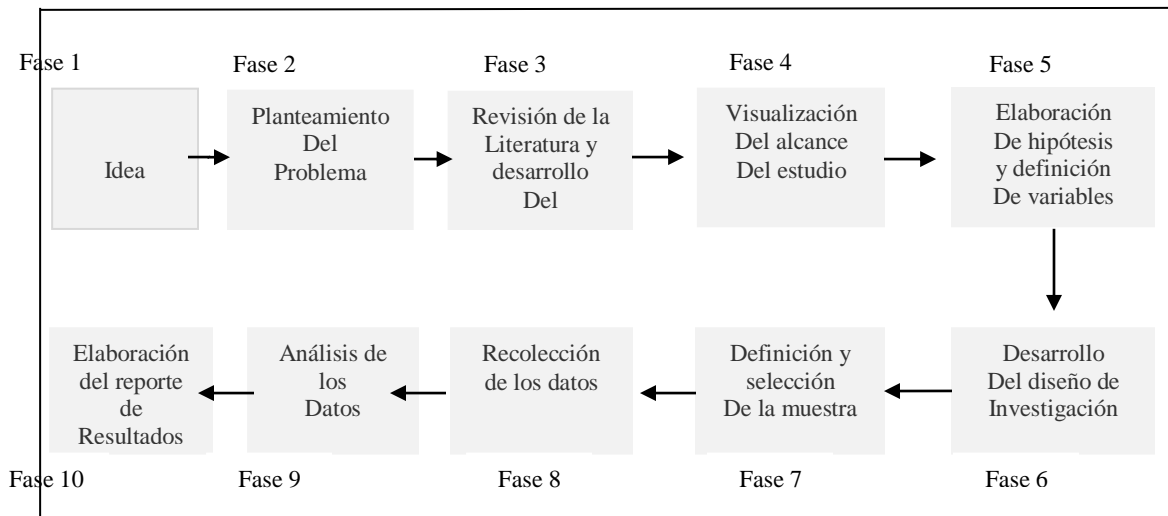 Fase 1
Fase 2
Fase 3
Fase 4
Fase 5
Idea
Planteamiento
Del
Problema
Revisión de la
Literatura y
desarrollo
Del
Visualización
Del alcance
Del estudio
Elaboración
De hipótesis
y definición
De variables
Elaboración
del reporte
de
Resultados
Análisis de
los
Datos
Recolección
de los datos
Definición y
selección
De la muestra
Desarrollo
Del diseño de
Investigación
Fase 10
Fase 9
Fase 8
Fase 7
Fase 6